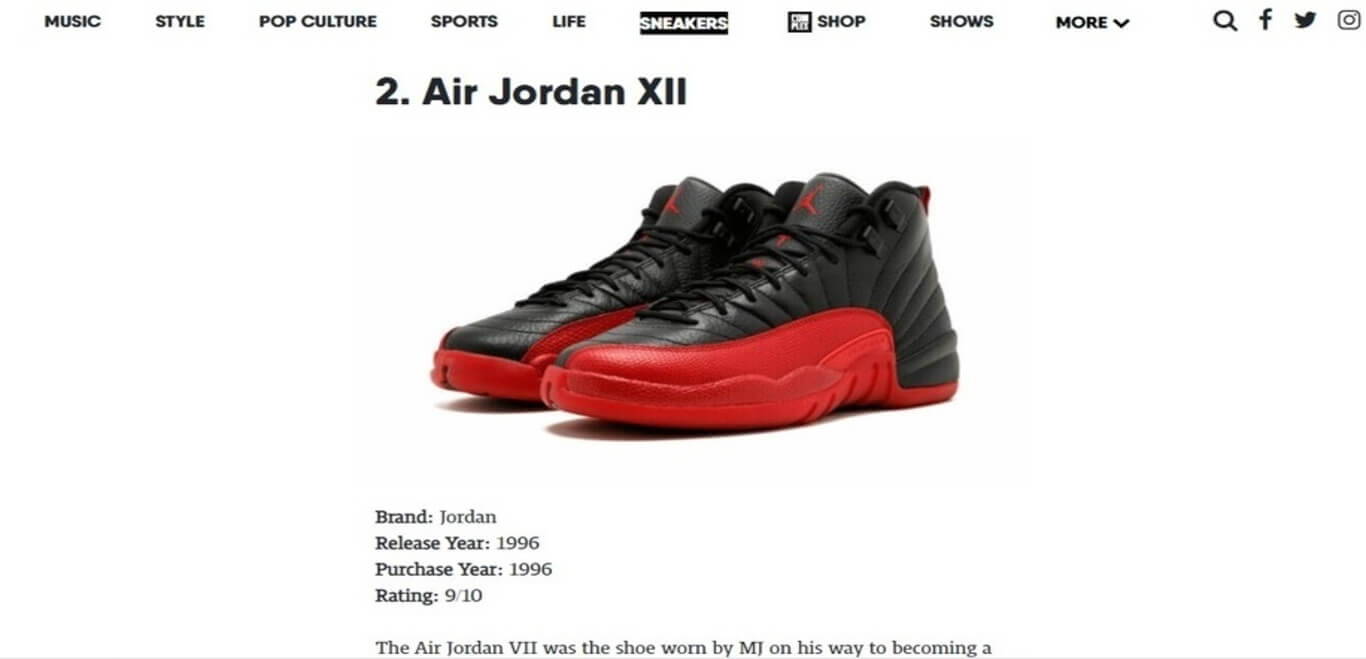 MUSIC STYLE POP CULTURE SPORTS LIFE SNEAKERS COMPLEX SHOP SHOWS MORE
2. Air Jordan XII
Brand: Jordan
Release Year: 1996
Purchase Year: 1996
Rating: 9/10
The Air Jordan VII was the shoe worn by MJ on his way to becoming a